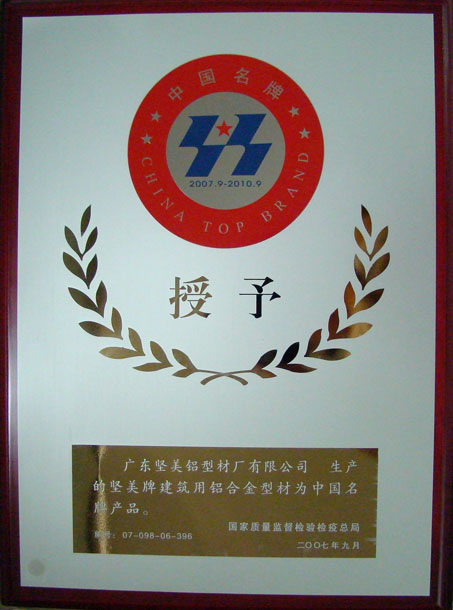 中国名牌
2007.9-2010.9
CHINA TOP BRAND
授予
广东坚美铝型材厂有限公司 生产
的坚美牌建筑用铝合金型材为中国名
牌产品。
国家质量监督检验检疫总局
编号：07-098-06-396
二〇〇七年九月